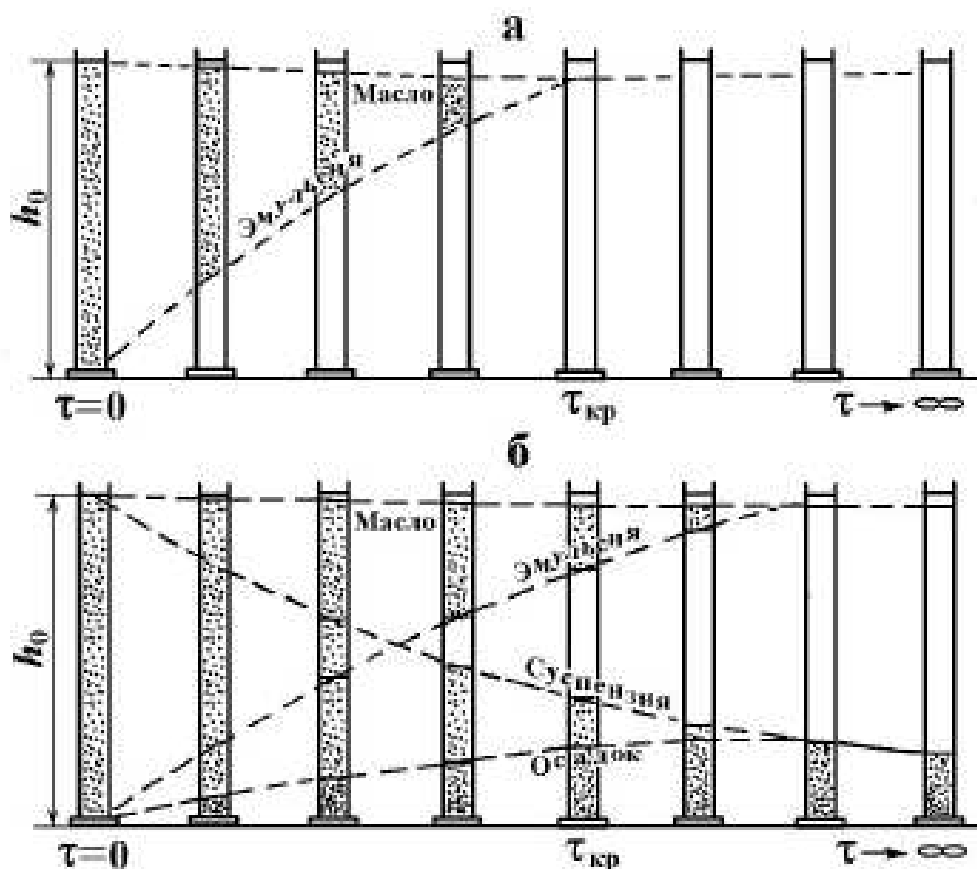 а
Масло
Эмульсия
h₀
τ=0
τкр
τ → ∞
б
Масло
Эмульсия
h₀
Суспензия
Осадок
τ=0
τкр
τ → ∞